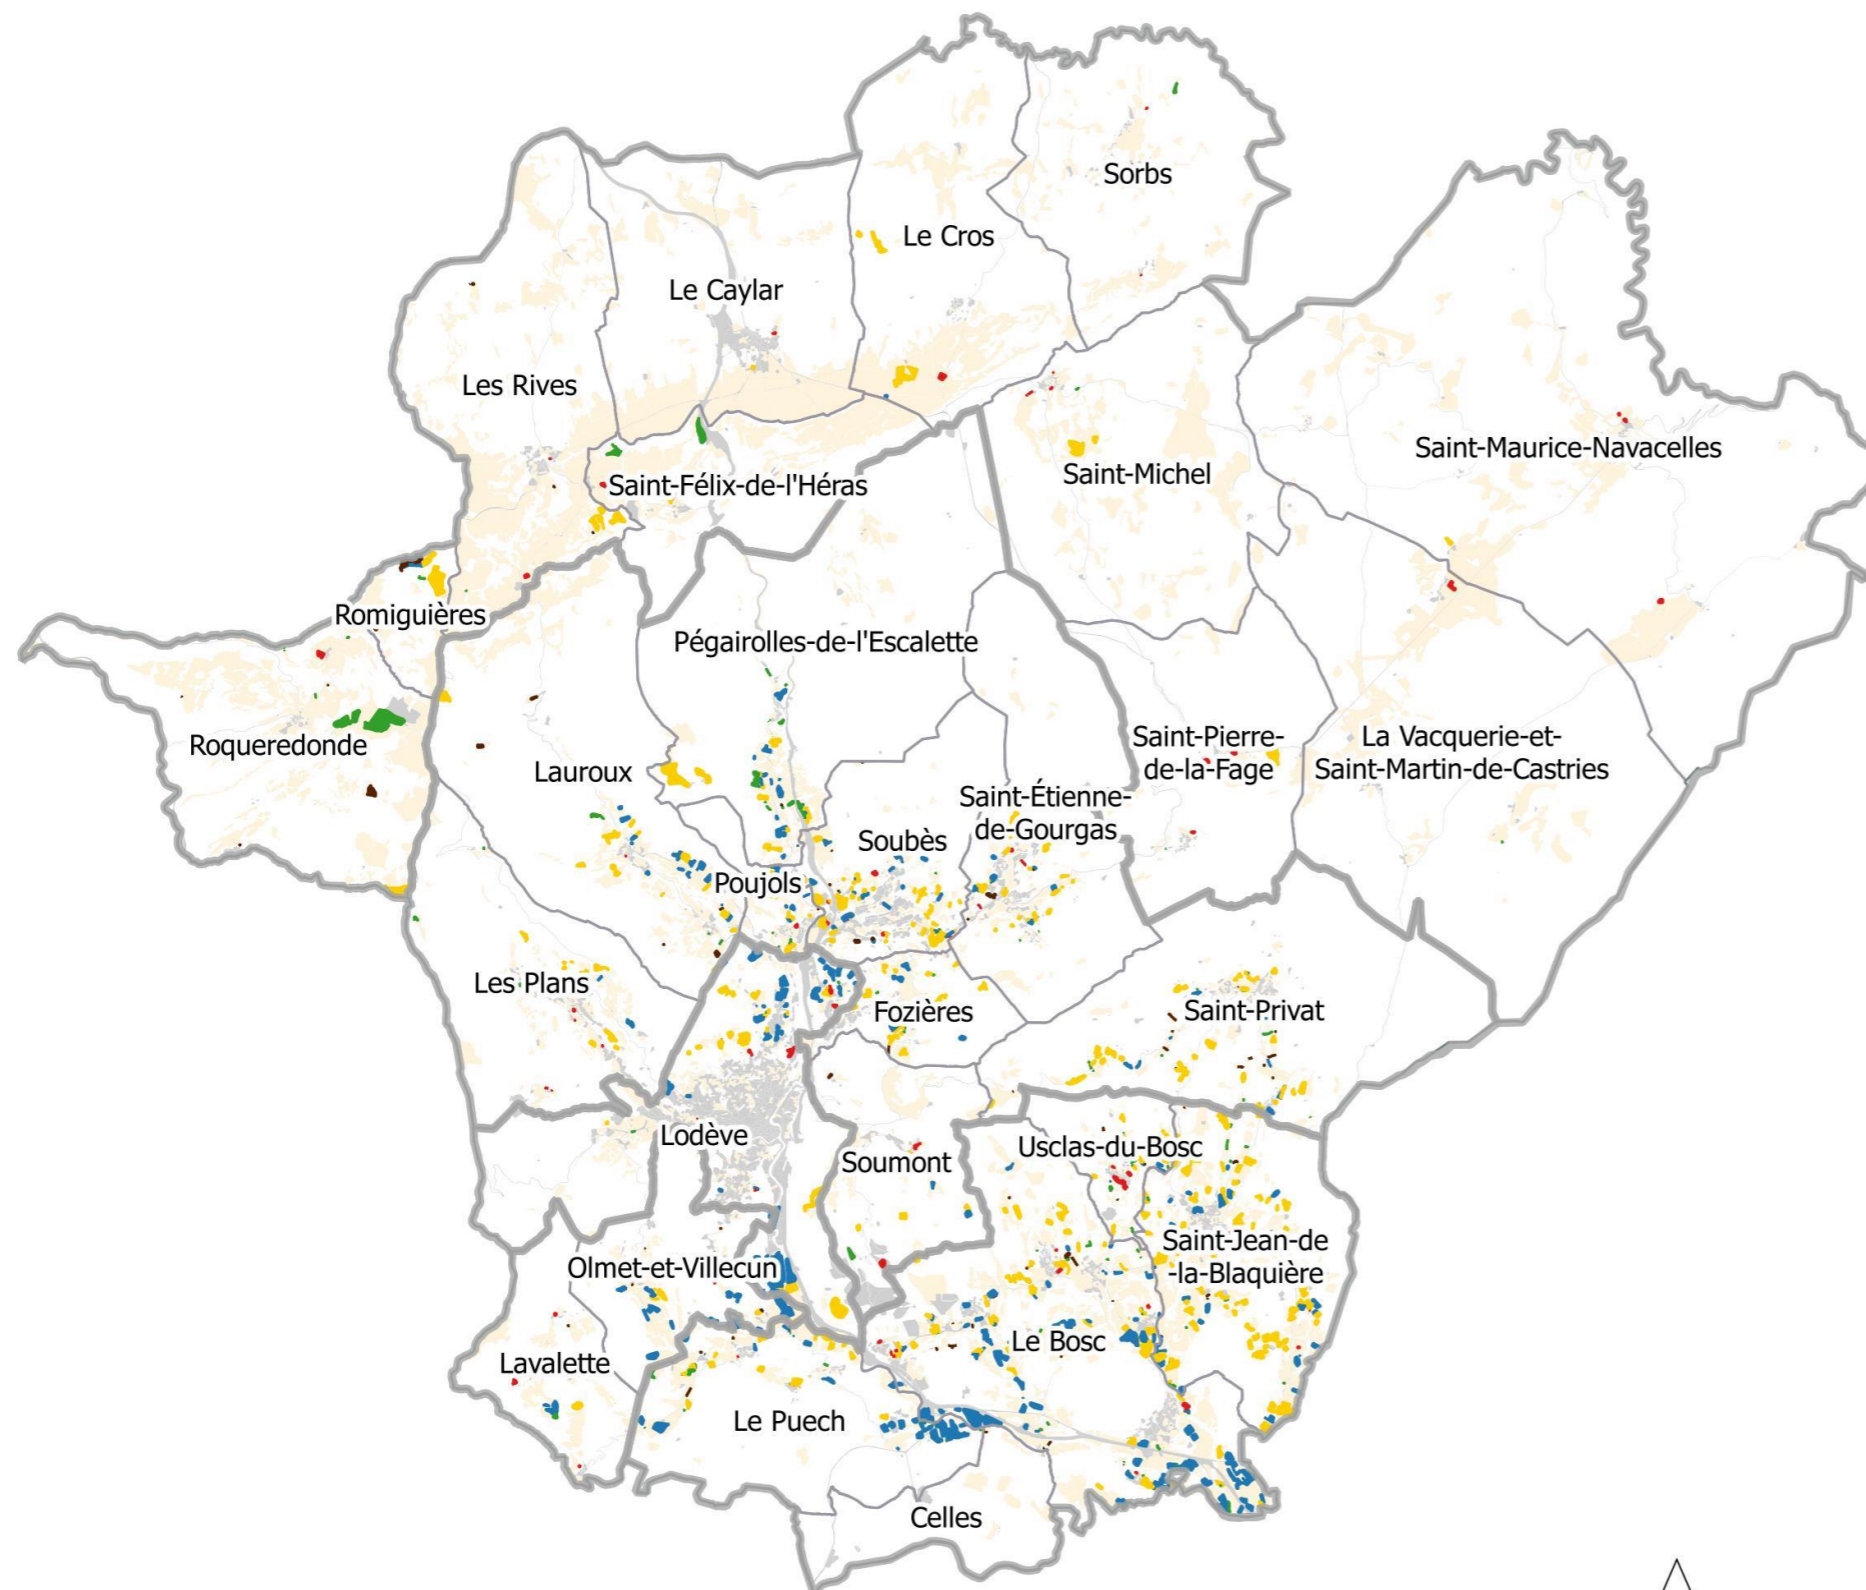 Sorbs
Le Cros
Le Caylar
Les Rives
Saint-Maurice-Navacelles
Saint-Michel
Saint-Félix-de-l'Héras
Romiguières
Pégairolles-de-l'Escalette
Roqueredonde
Saint-Pierre-
de-la-Fage
La Vacquerie-et-
Saint-Martin-de-Castries
Lauroux
Saint-Étienne-
de-Gourgas
Soubès
Poujols
Les Plans
Fozières
Saint-Privat
Lodève
Soumont
Usclas-du-Bosc
Saint-Jean-de
-la-Blaquière
Olmet-et-Villecun
Le Bosc
Lavalette
Le Puech
Celles